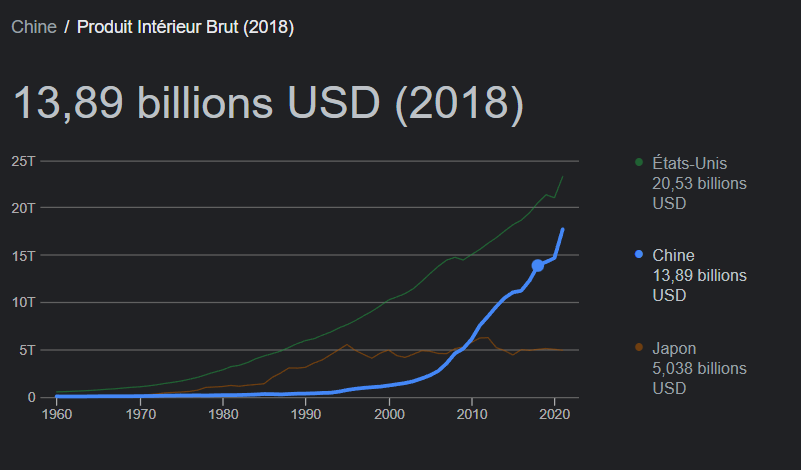 Chine / Produit Intérieur Brut (2018)
13,89 billions USD (2018)
25T
20T
15T
10T
5T
0
1960
1970
1980
1990
2000
2010
2020
États-Unis
20,53 billions
USD
Chine
13,89 billions
USD
Japon
5,038 billions
USD